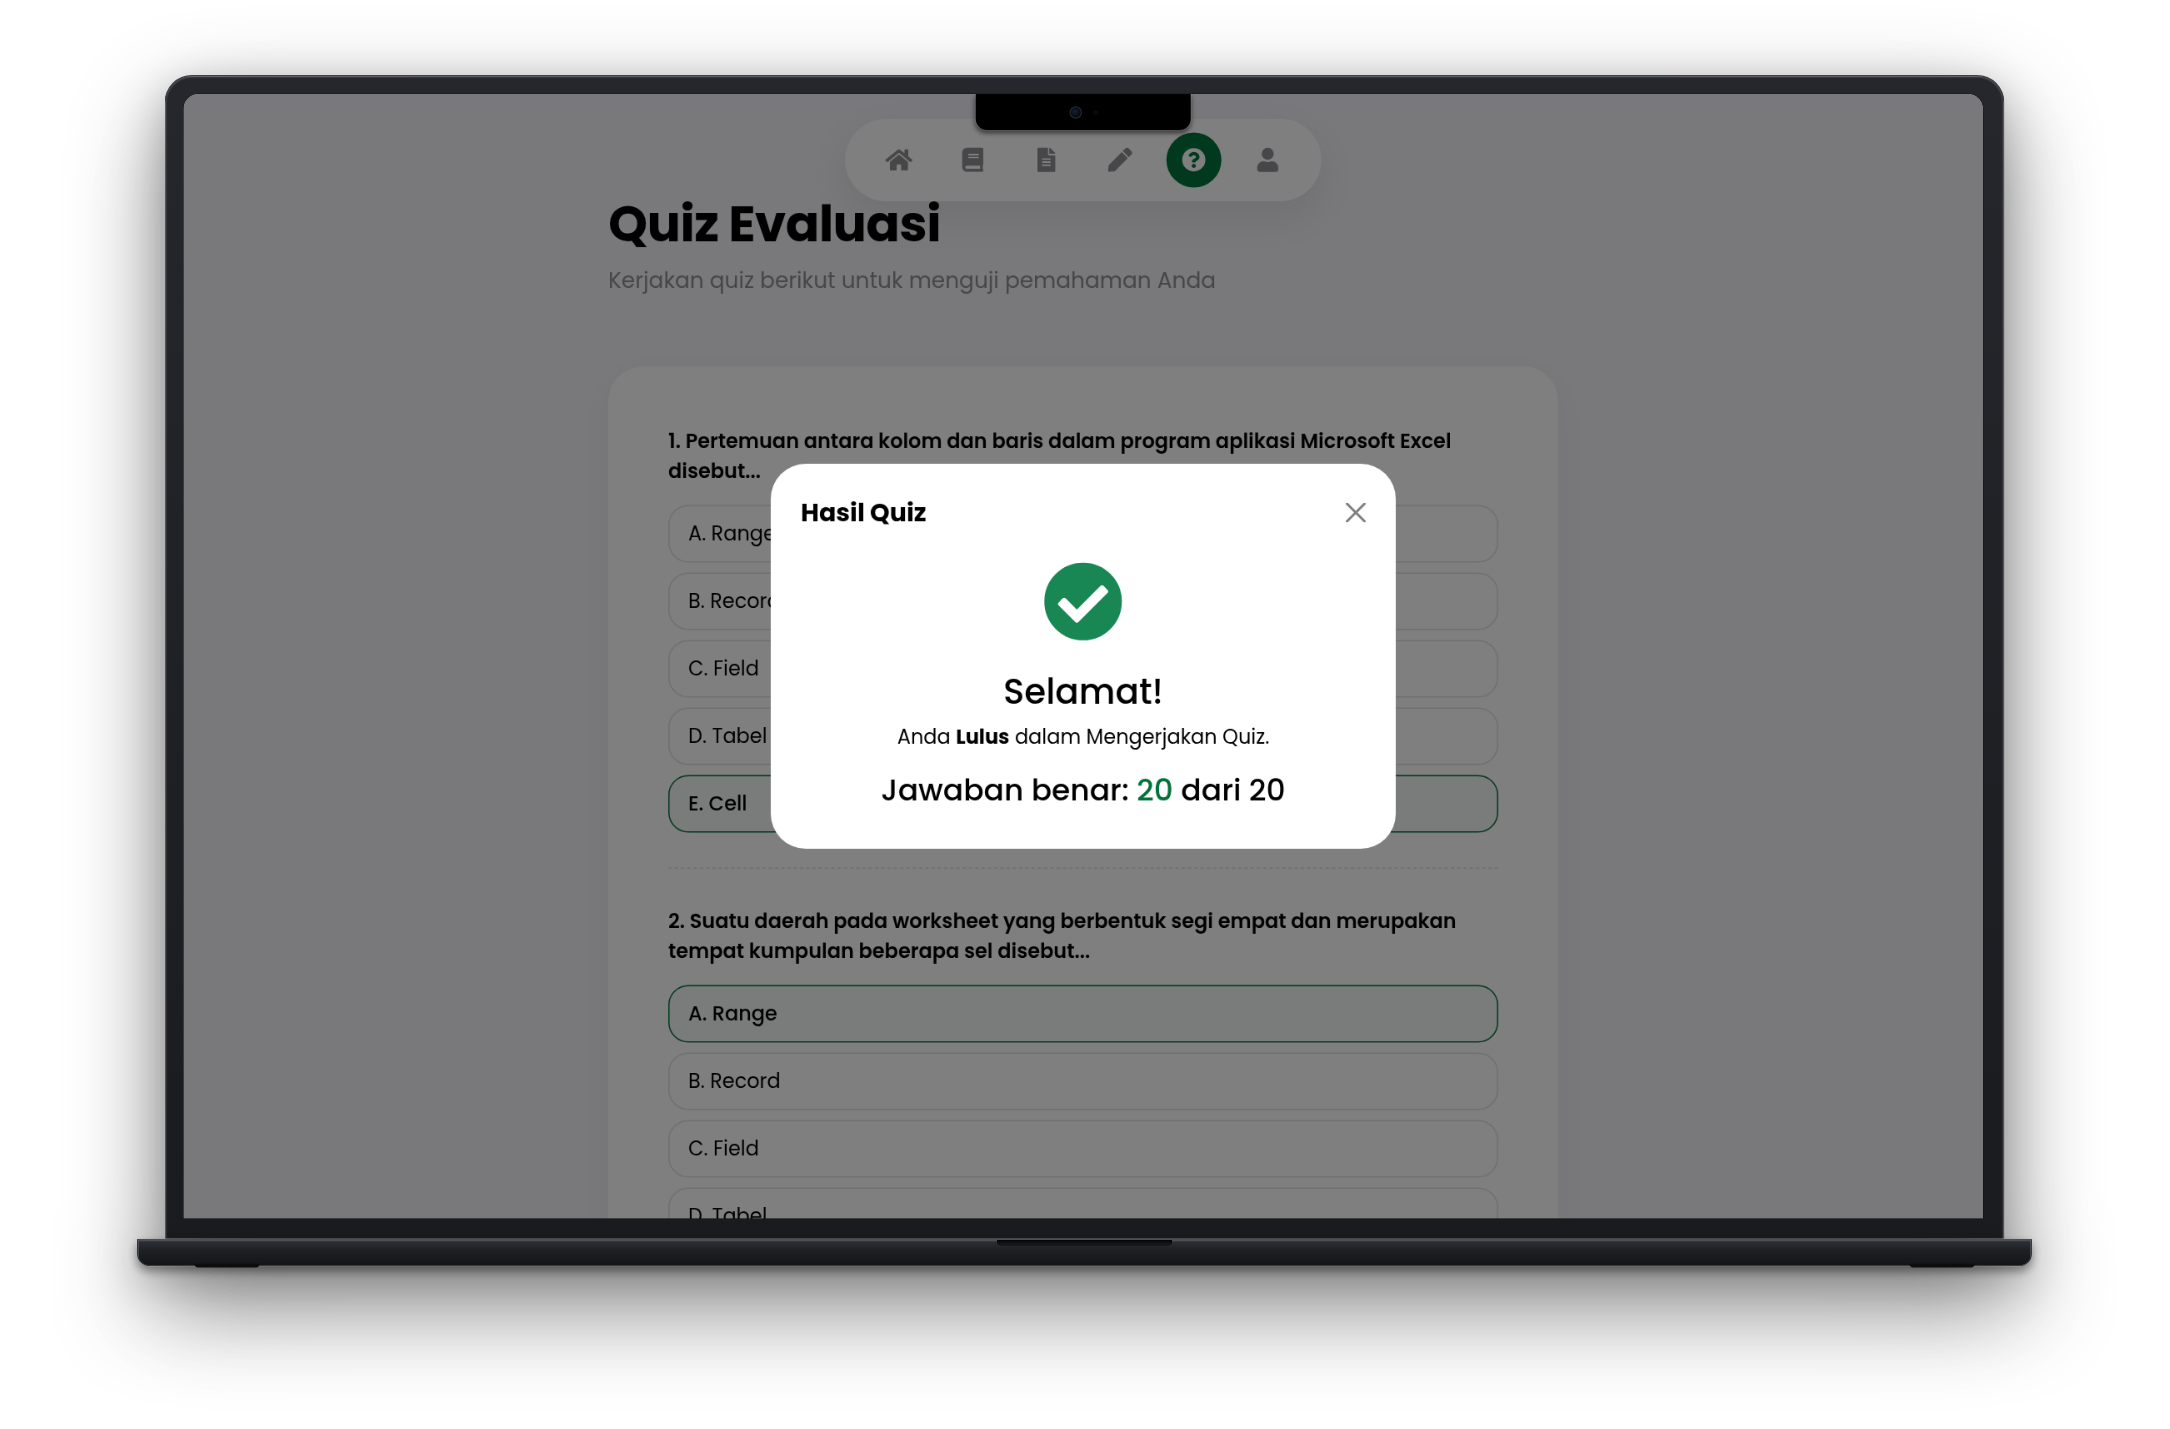 Quiz Evaluasi
Kerjakan quiz berikut untuk menguji pemahaman Anda
1. Pertemuan antara kolom dan baris dalam program aplikasi Microsoft Excel
disebut...
A. Range
B. Record
C. Field
D. Tabel
E. Cell
Hasil Quiz
Selamat!
Anda Lulus dalam Mengerjakan Quiz.
Jawaban benar: 20 dari 20
2. Suatu daerah pada worksheet yang berbentuk segi empat dan merupakan
tempat kumpulan beberapa sel disebut...
A. Range
B. Record
C. Field
D. Tabel